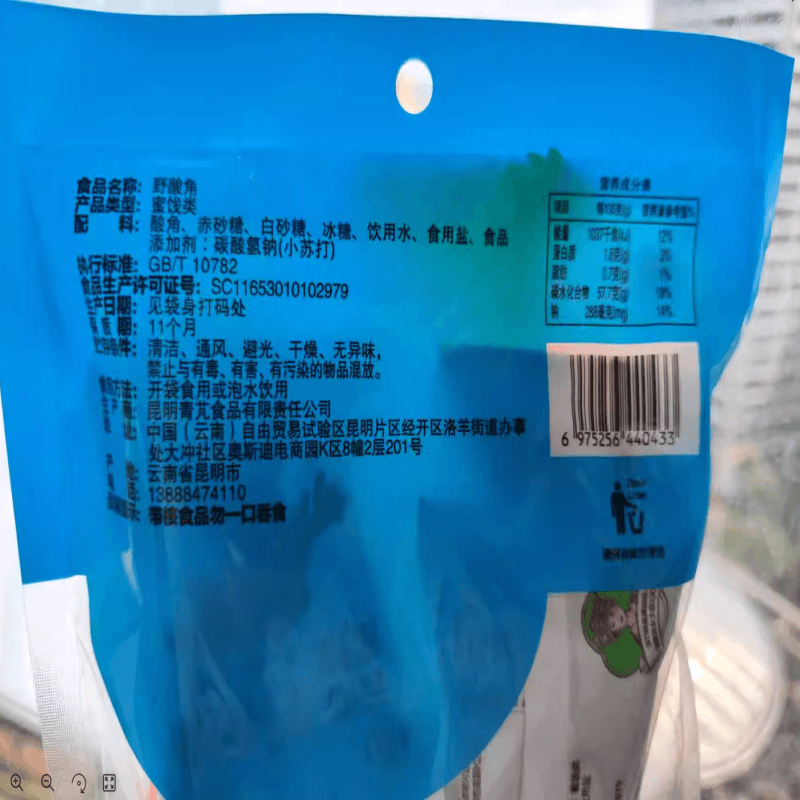 食品名称：野酸角
产品类型：蜜饯类
配 料：酸角、赤砂糖、白砂糖、冰糖、饮用水、食用盐、食品
添加剂：碳酸氢钠(小苏打)
执行标准：GB/T 10782
食品生产许可证号：SC11653010102979
生产日期：见袋身打码处
保质期：11个月
贮存条件：清洁、通风、避光、干燥、无异味，
禁止与有毒、有害、有污染的物品混放。
食用方法：开袋食用或泡水饮用
昆明青芃食品有限责任公司
中国（云南）自由贸易试验区昆明片区经开区洛羊街道办事
处大冲社区奥斯迪电商园K区8幢2层201号
产 地：云南省昆明市
13888474110
带核食品勿一口吞食
营养成分表
项目 每100克(g) 营养素参考值%
能量 1037千焦(kJ) 12%
蛋白质 1.8克(g) 3%
脂肪 0.7克(g) 1%
碳水化合物 57.7克(g) 19%
钠 288毫克(mg) 14%
6 975256 440433